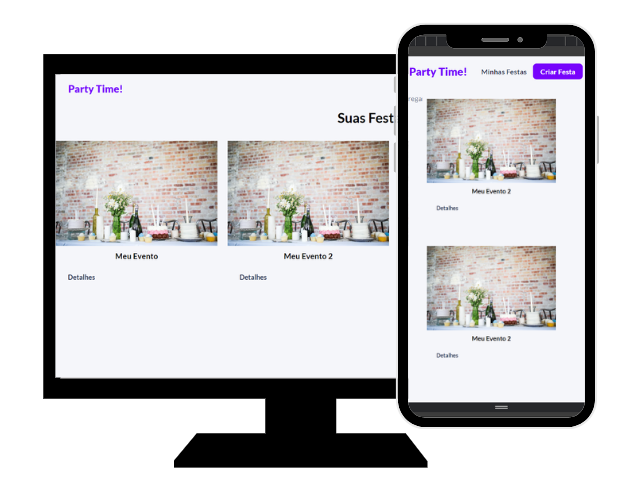 Party Time!
Suas Fest
Meu Evento
Meu Evento 2
Detalhes
Detalhes
Party Time!
Minhas Festas
Criar Festa
rega
Meu Evento 2
Detalhes
Meu Evento 2
Detalhes